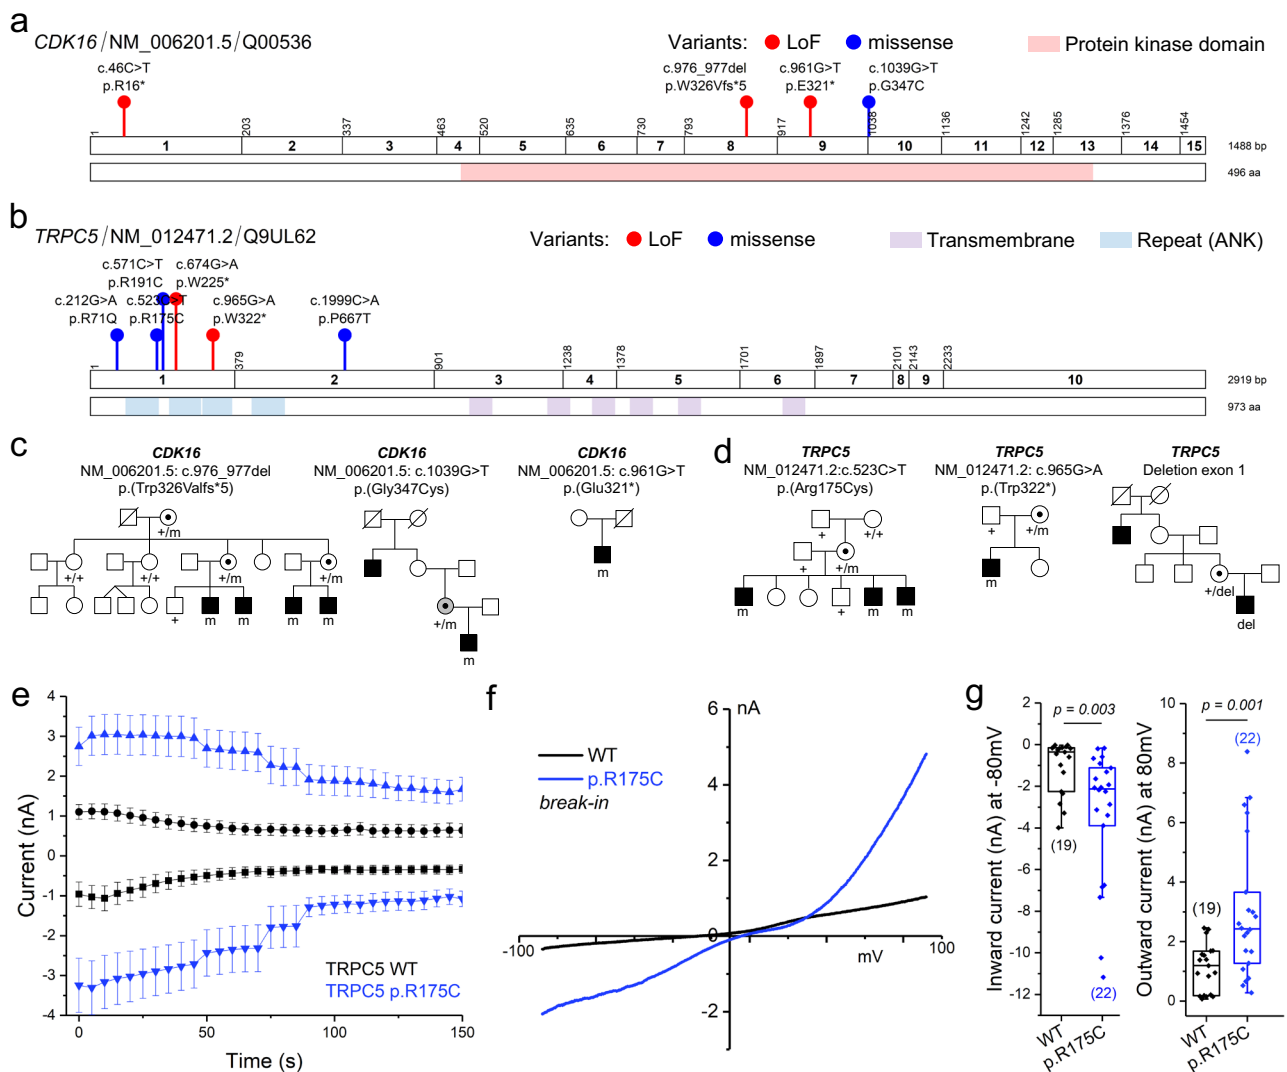 a
CDK16/NM_006201.5/Q00536
Variants: LoF missense Protein kinase domain
c.46C>T
p.R16*
c.976_977del
p.W326Vfs*5
c.961G>T
p.E321*
c.1039G>T
p.G347C
1 203 337 463 520 635 730 793 917 1038 1136 1242 1285 1376 1454
1 2 3 4 5 6 7 8 9 10 11 12 13 14 15
1488 bp
496 aa
b
TRPC5/NM_012471.2/Q9UL62
Variants: LoF missense Transmembrane Repeat (ANK)
c.571C>T
p.R191C
c.674G>A
p.W225*
c.212G>A
p.R71Q
c.523C>T
p.R175C
c.965G>A
p.W322*
c.1999C>A
p.P667T
1 379 901 1238 1378 1701 1897 2101 2143 2233
1 2 3 4 5 6 7 8 9 10
2919 bp
973 aa
c
CDK16
NM_006201.5: c.976_977del
p.(Trp326Valfs*5)
+/m
+/+ +/+ +/m +/m
+ m m m m
CDK16
NM_006201.5: c.1039G>T
p.(Gly347Cys)
+/m
m
CDK16
NM_006201.5: c.961G>T
p.(Glu321*)
m
d
TRPC5
NM_012471.2:c.523C>T
p.(Arg175Cys)
+ +/+
+ +/m
m + m m
TRPC5
NM_012471.2: c.965G>A
p.(Trp322*)
+ +/m
m
TRPC5
Deletion exon 1
+/del
del
e
Current (nA)
4
3
2
1
0
-1
-2
-3
-4
TRPC5 WT
TRPC5 p.R175C
0 50 100 150
Time (s)
f
nA
6
4
2
0
-2
WT
p.R175C
break-in
-100 mV 100
g
Inward current (nA) at -80mV
2
0
-2
-4
-6
-8
-10
-12
p = 0.003
(19)
(22)
WT
p.R175C
Outward current (nA) at 80mV
10
8
6
4
2
0
p = 0.001
(22)
(19)
WT
p.R175C